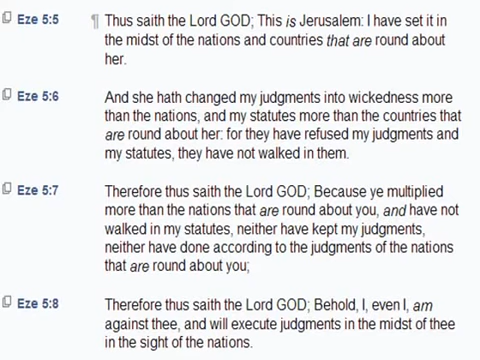 Eze 5:5 ¶ Thus saith the Lord GOD; This is Jerusalem: I have set it in
the midst of the nations and countries that are round about
her.
Eze 5:6 And she hath changed my judgments into wickedness more
than the nations, and my statutes more than the countries that
are round about her: for they have refused my judgments and
my statutes, they have not walked in them.
Eze 5:7 Therefore thus saith the Lord GOD; Because ye multiplied
more than the nations that are round about you, and have not
walked in my statutes, neither have kept my judgments,
neither have done according to the judgments of the nations
that are round about you;
Eze 5:8 Therefore thus saith the Lord GOD; Behold, I, even I, am
against thee, and will execute judgments in the midst of thee
in the sight of the nations.